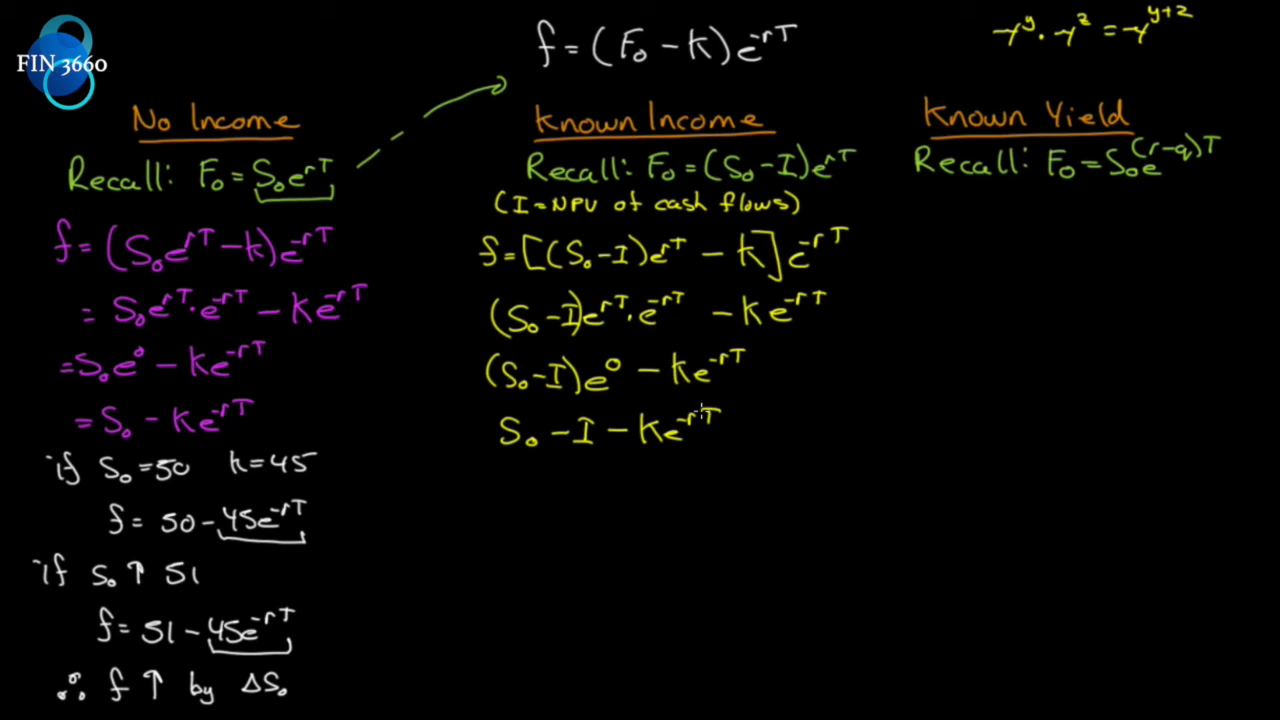 FIN 3660
f = (F₀ − K) e^{−rT}
x^y · x^z = x^{y+z}
No Income
Recall: F₀ = S₀e^{rT}
f = (S₀e^{rT} − K)e^{−rT}
= S₀e^{rT} · e^{−rT} − Ke^{−rT}
= S₀e⁰ − Ke^{−rT}
= S₀ − Ke^{−rT}
if S₀ = 50 K = 45
f = 50 − 45e^{−rT}
if S₀ ↑ 51
f = 51 − 45e^{−rT}
∴ f ↑ by ΔS₀
Known Income
Recall: F₀ = (S₀ − I)e^{rT}
(I = NPV of cash flows)
f = [(S₀ − I)e^{rT} − K] e^{−rT}
(S₀ − I)e^{rT} · e^{−rT} − Ke^{−rT}
(S₀ − I)e⁰ − Ke^{−rT}
S₀ − I − Ke^{−rT}
Known Yield
Recall: F₀ = S₀e^{(r−q)T}